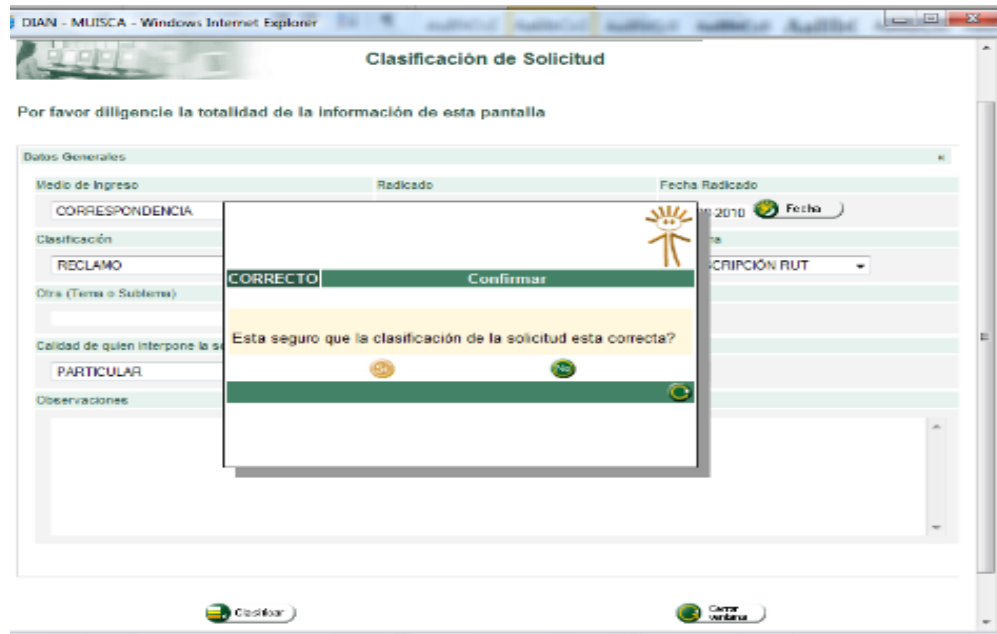 DIAN - MUISCA - Windows Internet Explorer
Clasificación de Solicitud
Por favor diligencie la totalidad de la información de esta pantalla
Datos Generales
Medio de Ingreso Radicado Fecha Radicado
CORRESPONDENCIA 2010 Fecha
Clasificación
RECLAMO RUT
Otra (Tema o Subtema)
CORRECTO Confirmar
Esta seguro que la clasificación de la solicitud esta correcta?
Si No
Calidad de quien interpone la
PARTICULAR
Observaciones
Clasificar Cerrar ventana